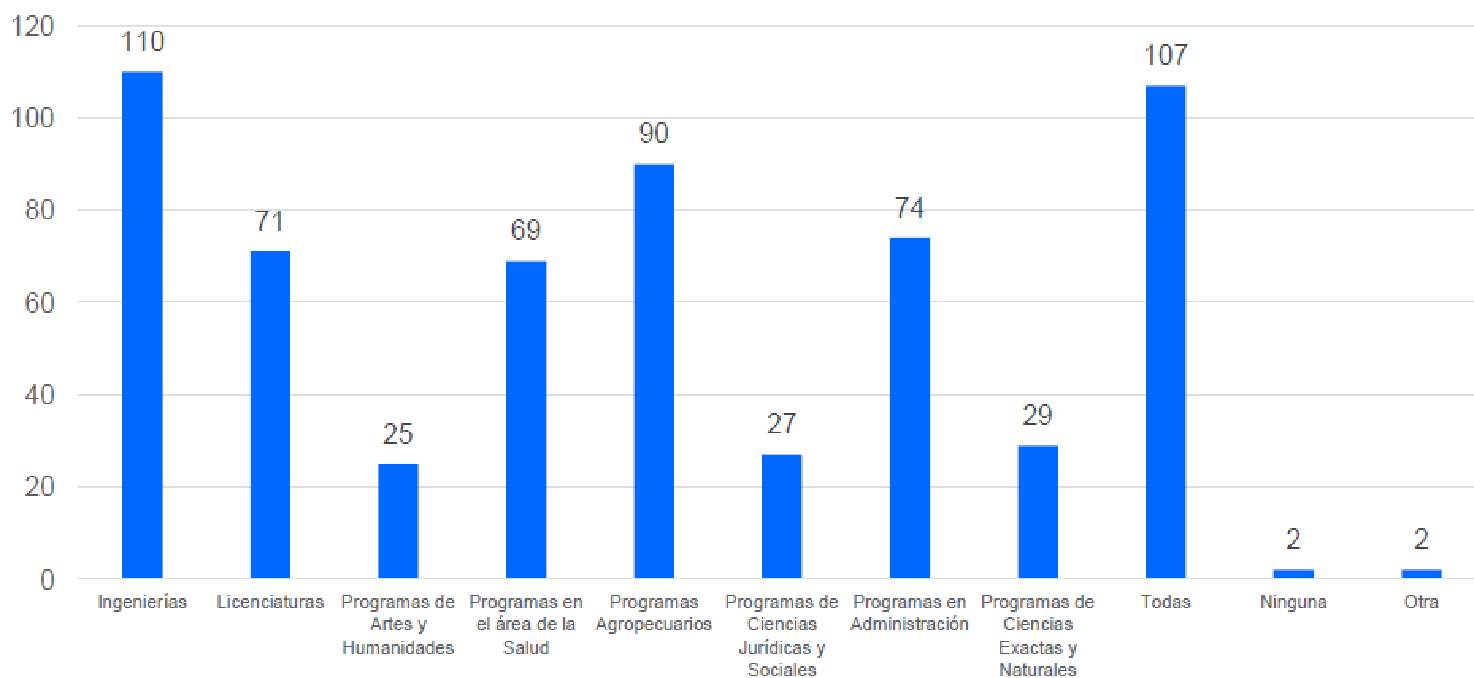 120
100
80
60
40
20
0
110
71
25
69
90
27
74
29
107
2
2
Ingenierías
Licenciaturas
Programas de
Artes y
Humanidades
Programas en
el área de la
Salud
Programas
Agropecuarios
Programas de
Ciencias
Jurídicas y
Sociales
Programas en
Administración
Programas de
Ciencias
Exactas y
Naturales
Todas
Ninguna
Otra